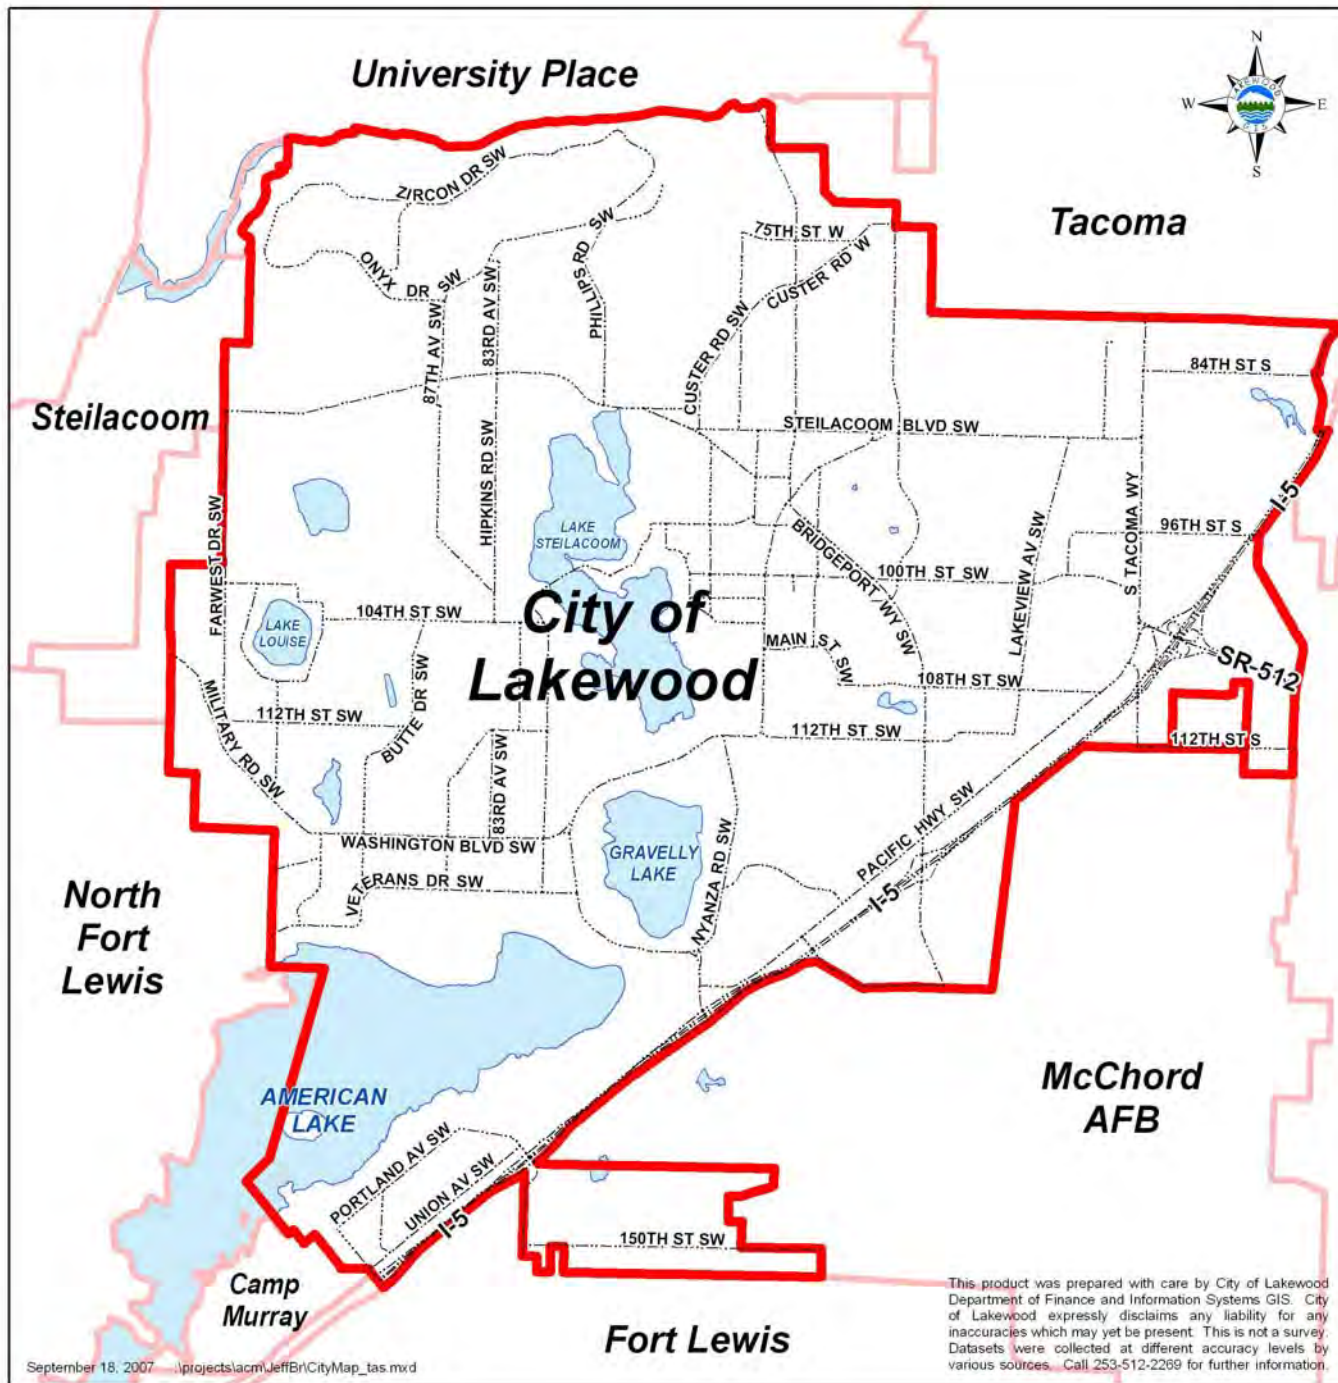 University Place
N
W
E
S
LAKEWOOD
GIS
Tacoma
ZIRCON DR SW
ONYX DR SW
87TH AV SW
83RD AV SW
PHILLIPS RD SW
75TH ST W
CUSTER RD W
CUSTER RD SW
84TH ST S
Steilacoom
STEILACOOM BLVD SW
HIPKINS RD SW
FARWEST DR SW
LAKE
STEILACOOM
BRIDGEPORT WY SW
LAKEVIEW AV SW
S TACOMA WY
I-5
96TH ST S
100TH ST SW
LAKE
LOUISE
104TH ST SW
City of
Lakewood
MAIN ST SW
108TH ST SW
SR-512
MILITARY RD SW
112TH ST SW
BUTTE DR SW
83RD AV SW
112TH ST SW
112TH ST S
WASHINGTON BLVD SW
VETERANS DR SW
GRAVELLY
LAKE
NYANZA RD SW
PACIFIC HWY SW
I-5
North
Fort
Lewis
AMERICAN
LAKE
McChord
AFB
PORTLAND AV SW
UNION AV SW
I-5
150TH ST SW
Camp
Murray
Fort Lewis
This product was prepared with care by City of Lakewood
Department of Finance and Information Systems GIS. City
of Lakewood expressly disclaims any liability for any
inaccuracies which may yet be present. This is not a survey.
Datasets were collected at different accuracy levels by
various sources. Call 253-512-2269 for further information.
September 18, 2007 ..\projects\acm\JeffBr\CityMap_tas.mxd